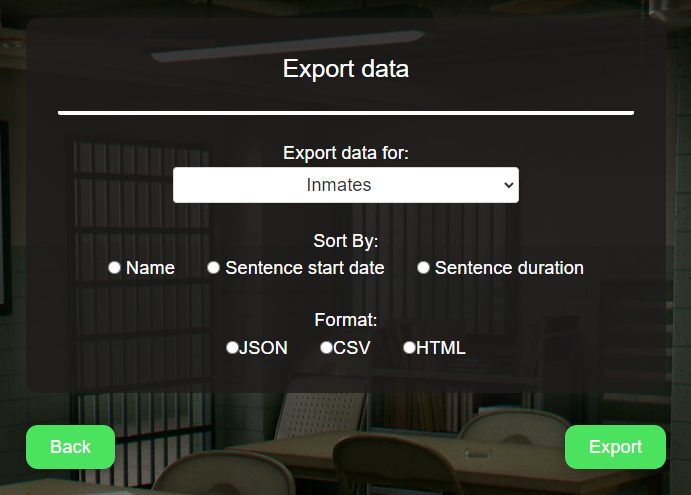 Export data
Export data for:
Inmates
Sort By:
Name Sentence start date Sentence duration
Format:
JSON CSV HTML
Back Export